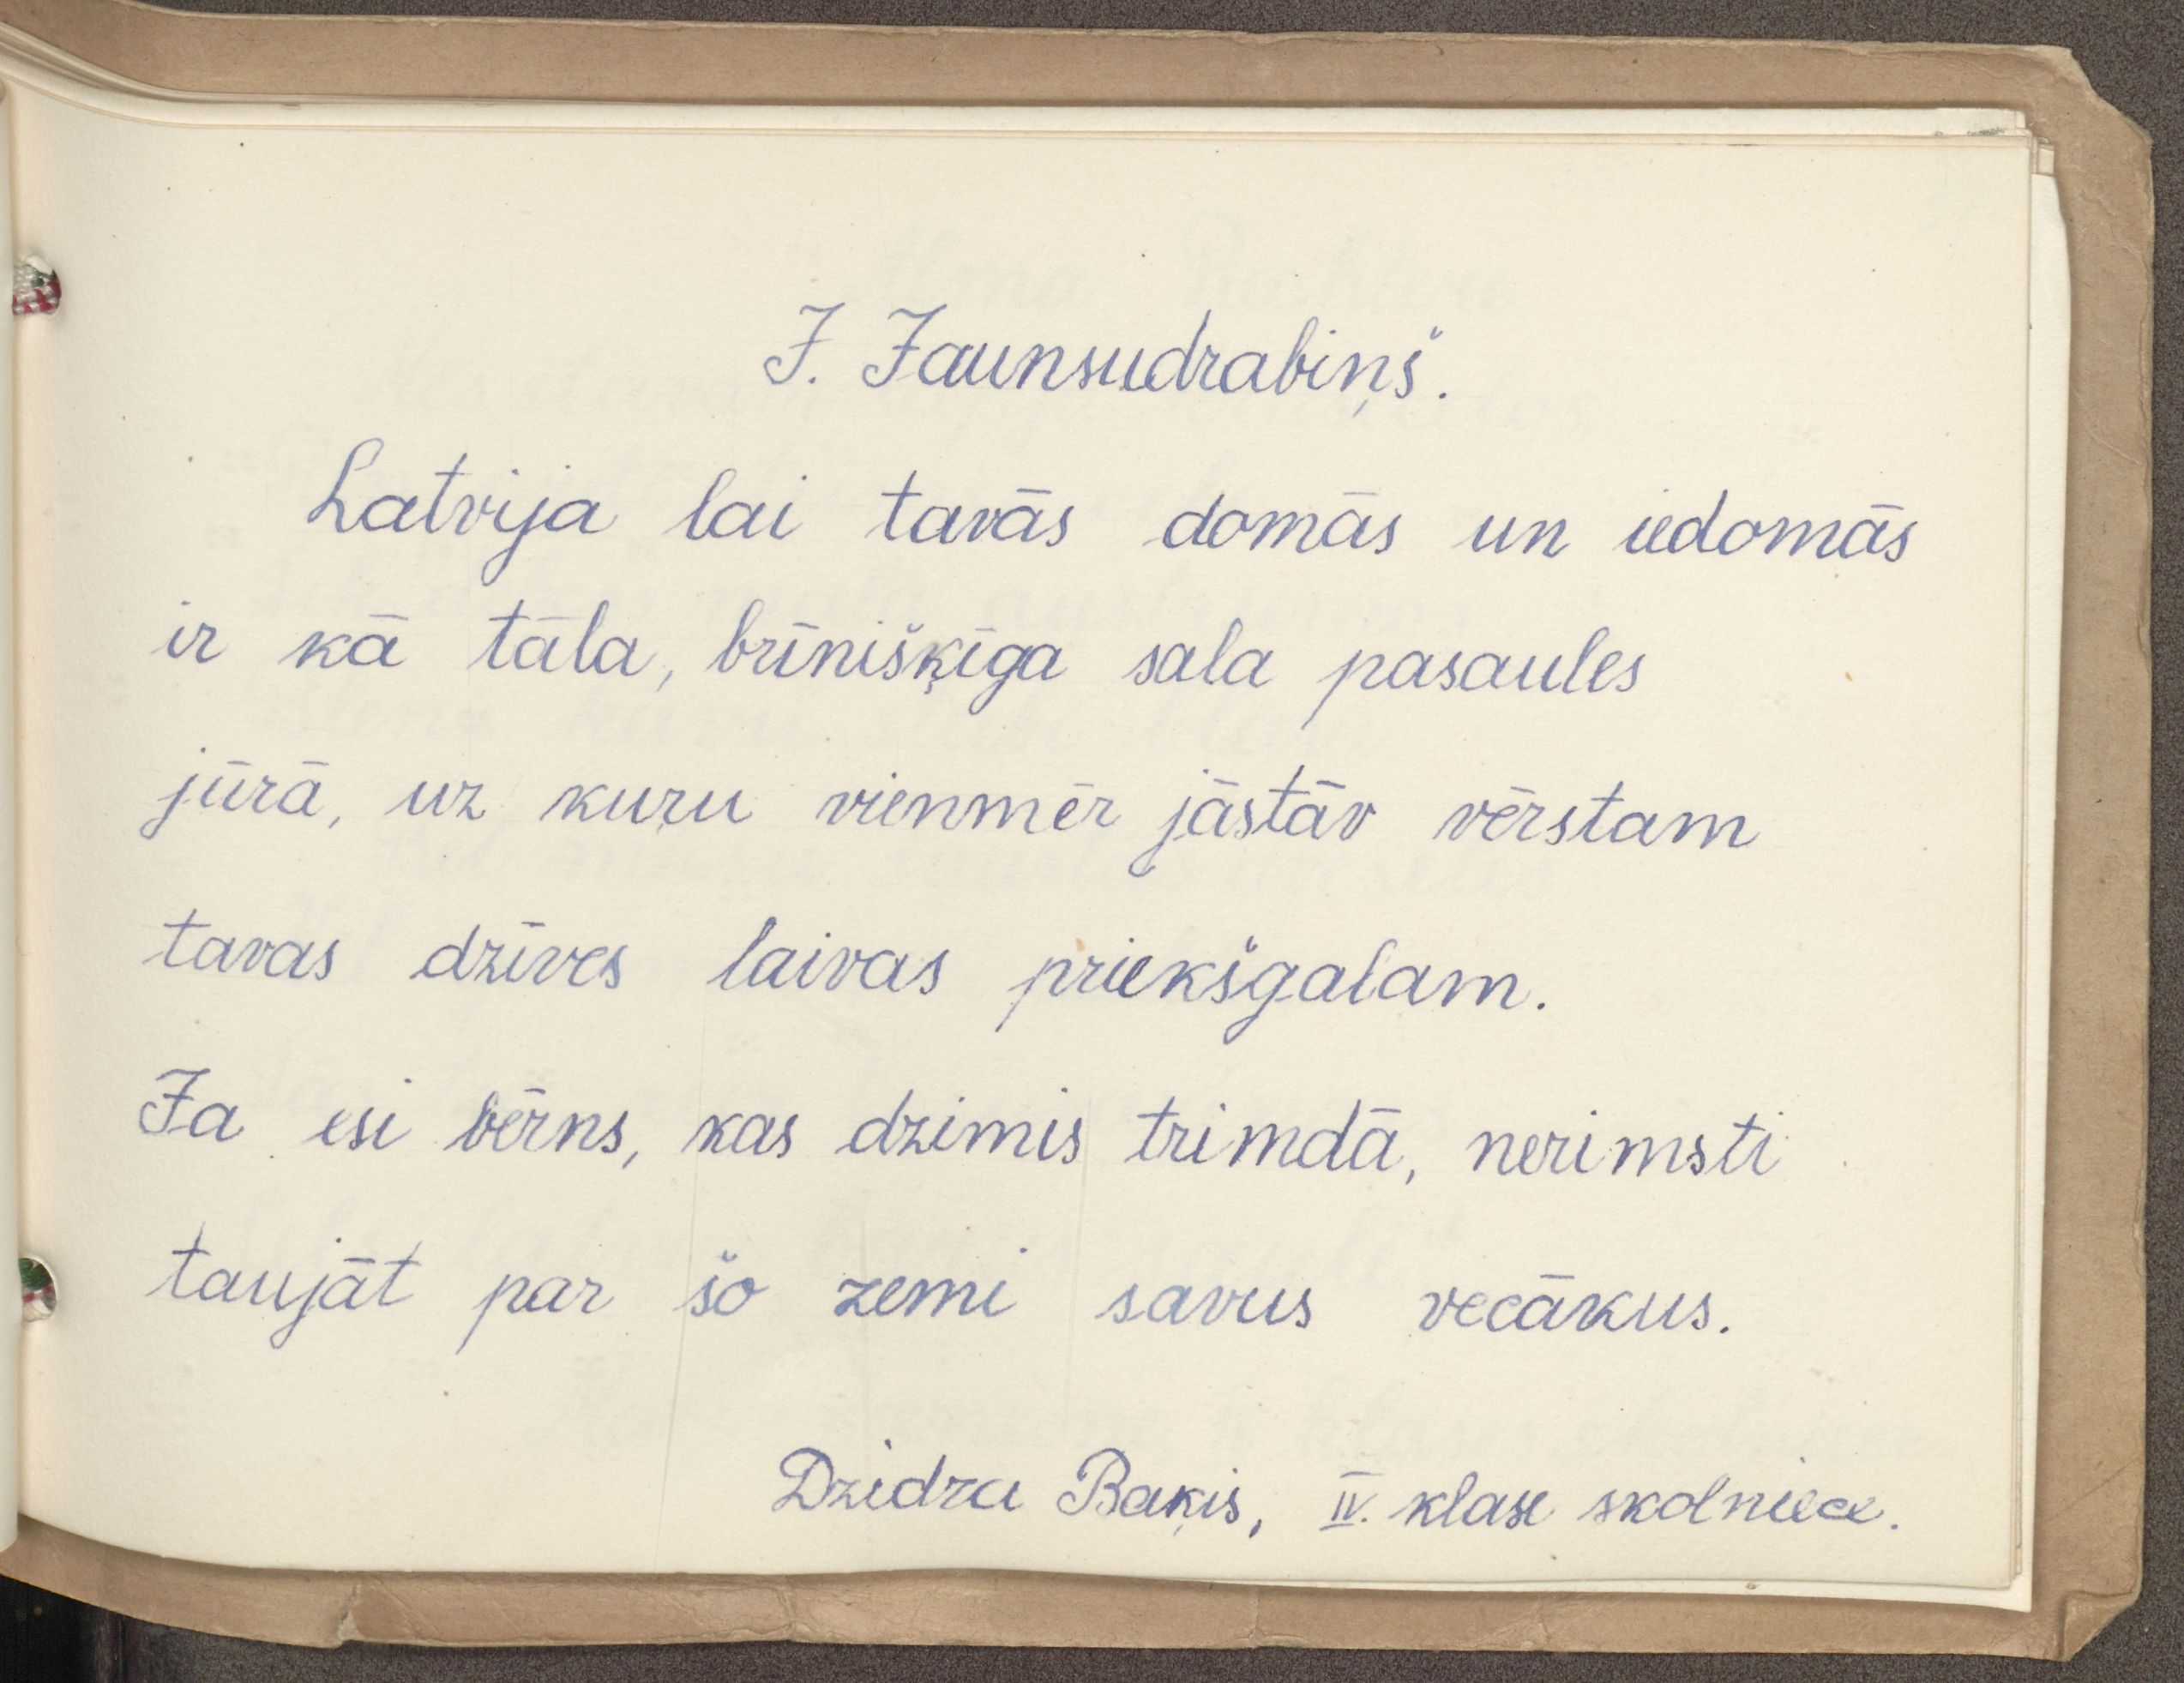 J. Jaunsudrabiņš.
Latvija lai tavās domās un iedomās
ir kā tāla, brīnišķīga sala pasaules
jūrā, uz kuŗu vienmēr jāstāv vērstam
tavas dzīves laivas priekšgalam.
Ja esi bērns, kas dzimis trimdā, nerimsti
taujāt par šo zemi savus vecākus.
Dzidra Baķis, IV. klase skolniece.